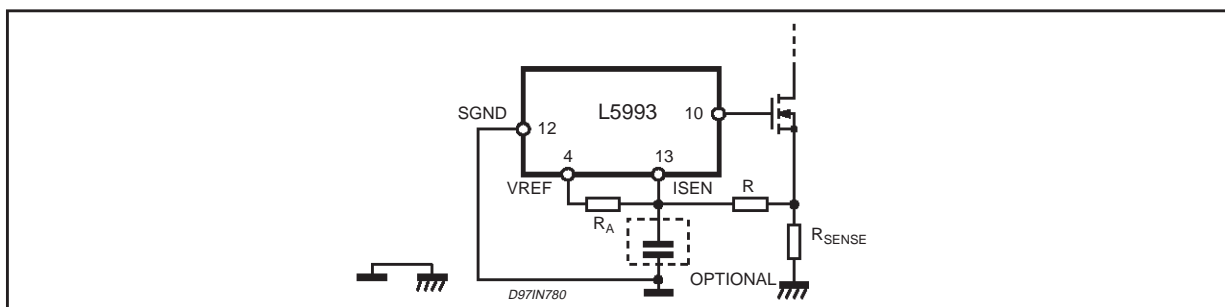 SGND
12
L5993
10
4
13
VREF
ISEN
R
RA
RSENSE
OPTIONAL
D97IN780